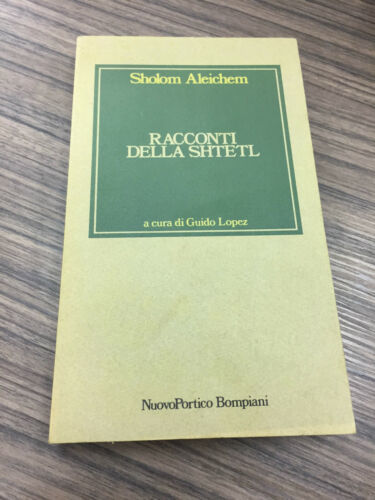 Sholom Aleichem
RACCONTI
DELLA SHTETL
a cura di Guido Lopez
NuovoPortico Bompiani